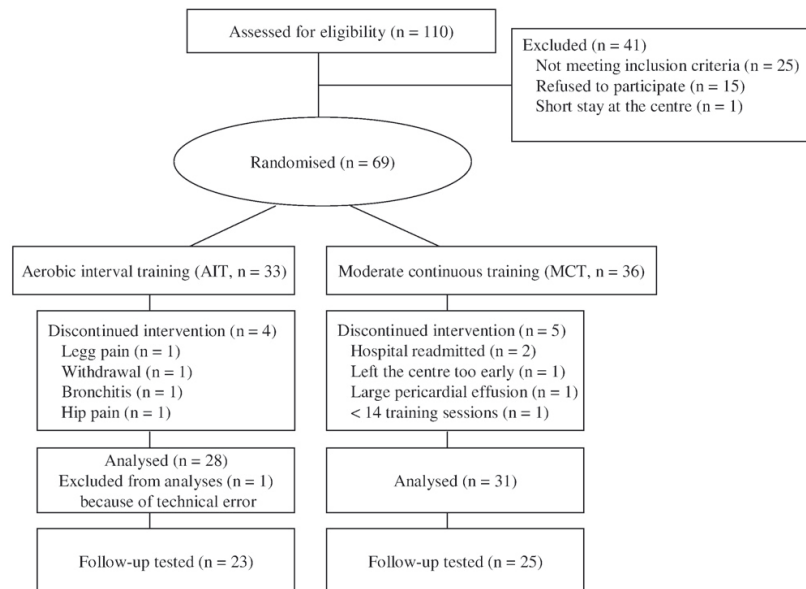 Assessed for eligibility (n = 110)
Excluded (n = 41)
Not meeting inclusion criteria (n = 25)
Refused to participate (n = 15)
Short stay at the centre (n = 1)
Randomised (n = 69)
Aerobic interval training (AIT, n = 33)
Moderate continuous training (MCT, n = 36)
Discontinued intervention (n = 4)
Legg pain (n = 1)
Withdrawal (n = 1)
Bronchitis (n = 1)
Hip pain (n = 1)
Discontinued intervention (n = 5)
Hospital readmitted (n = 2)
Left the centre too early (n = 1)
Large pericardial effusion (n = 1)
< 14 training sessions (n = 1)
Analysed (n = 28)
Excluded from analyses (n = 1)
because of technical error
Analysed (n = 31)
Follow-up tested (n = 23)
Follow-up tested (n = 25)